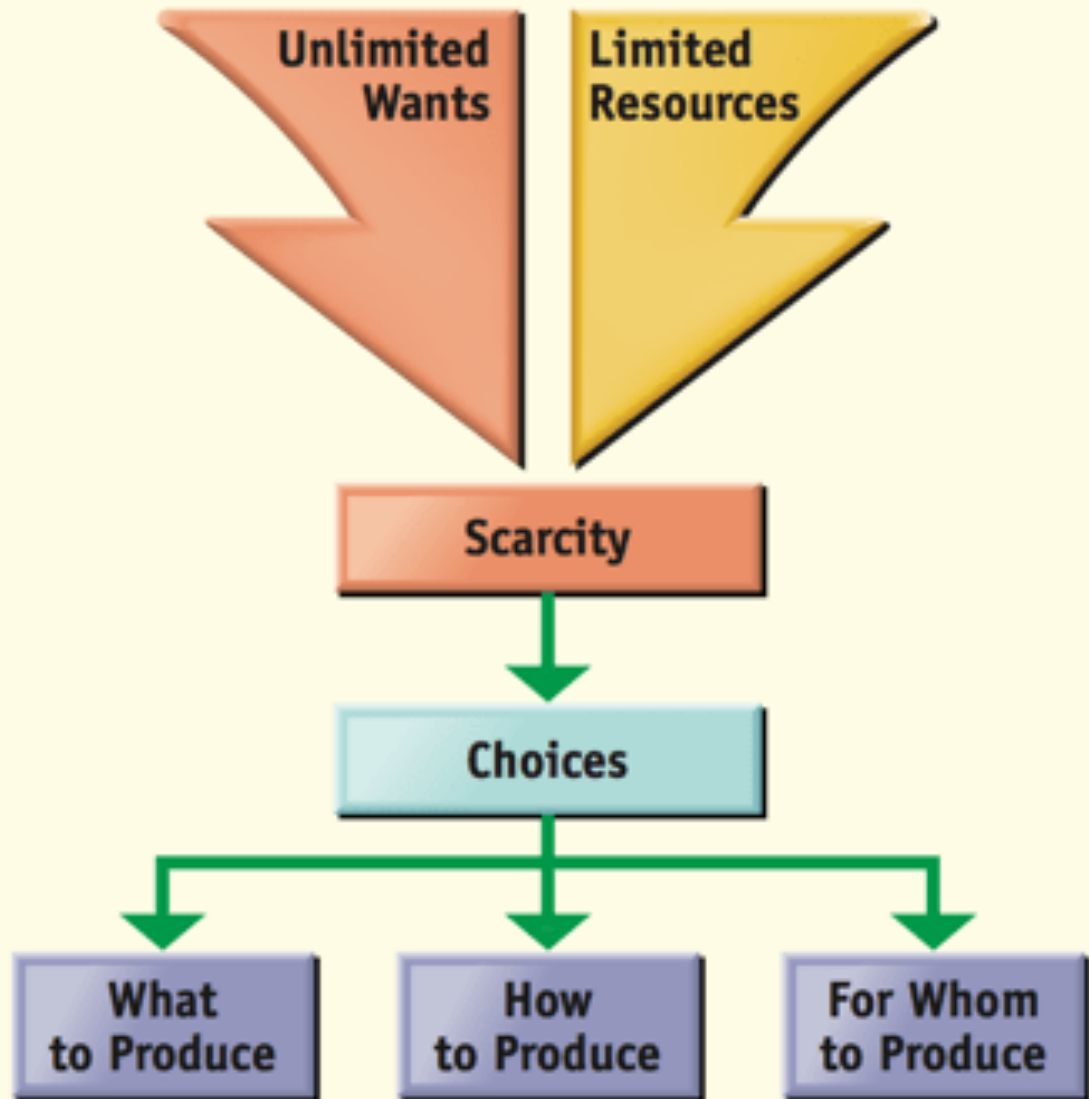 Unlimited
Wants
Limited
Resources
Scarcity
Choices
What
to Produce
How
to Produce
For Whom
to Produce